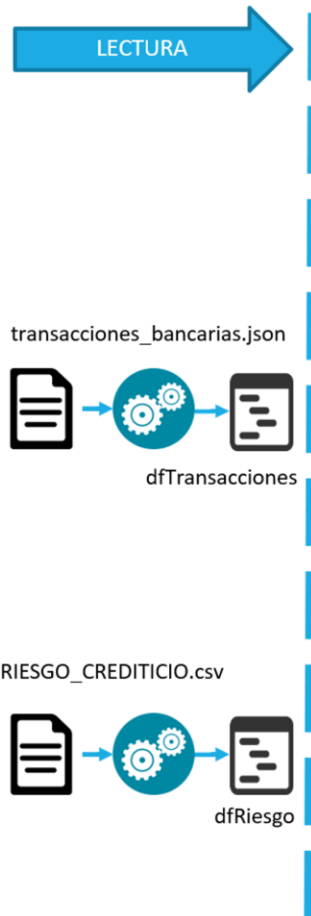 LECTURA
transacciones_bancarias.json
dfTransacciones
RIESGO_CREDITICIO.csv
dfRiesgo